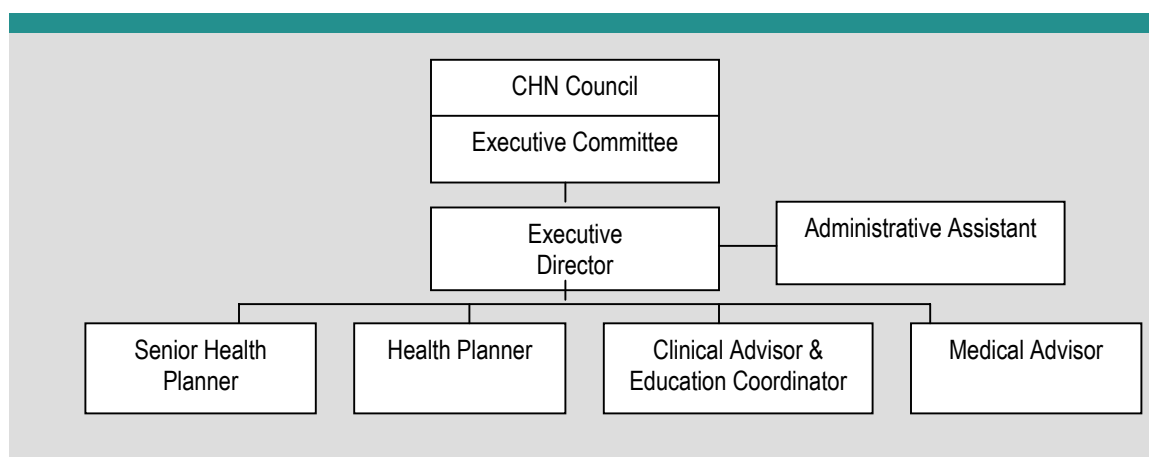 CHN Council
Executive Committee
Executive
Director
Administrative Assistant
Senior Health
Planner
Health Planner
Clinical Advisor &
Education Coordinator
Medical Advisor